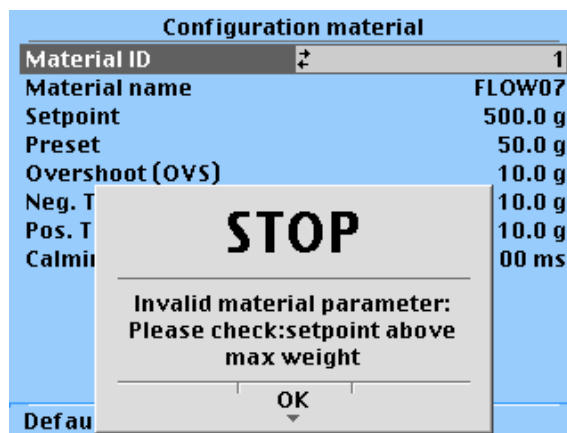 Configuration material
Material ID 1
Material name FLOW07
Setpoint 500.0 g
Preset 50.0 g
Overshoot (OVS) 10.0 g
Neg. T 10.0 g
Pos. T 10.0 g
Calmi 00 ms
STOP
Invalid material parameter:
Please check:setpoint above
max weight
OK
Defau